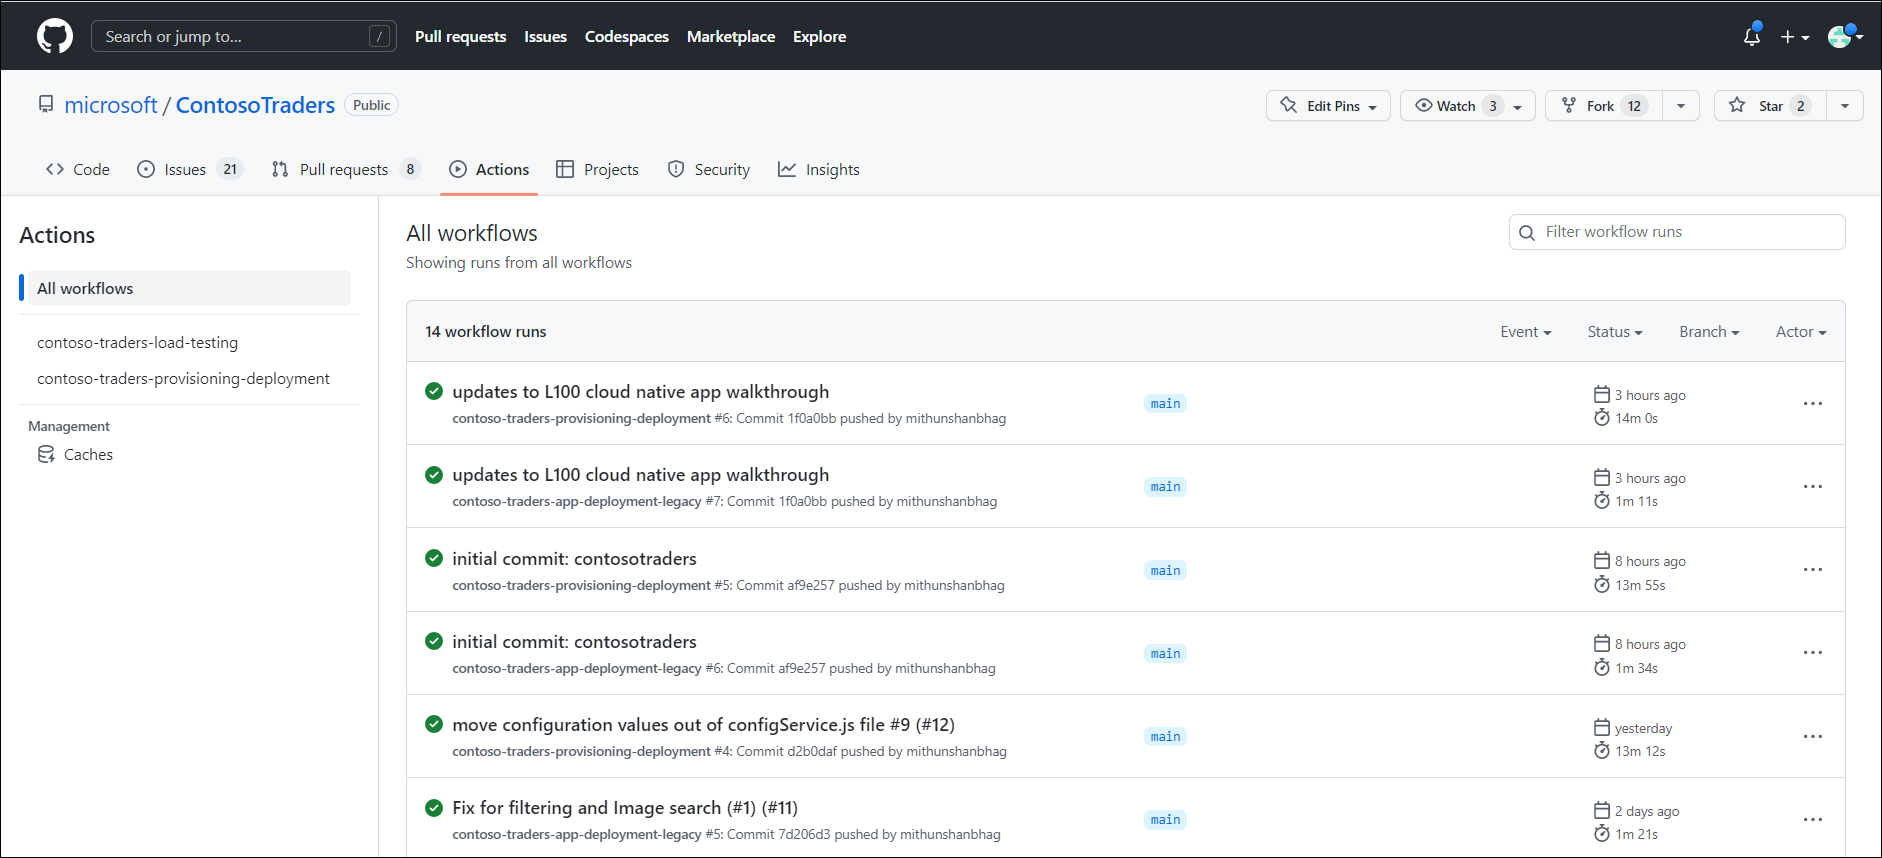 Search or jump to... / Pull requests Issues Codespaces Marketplace Explore
microsoft / ContosoTraders Public Edit Pins Watch 3 Fork 12 Star 2
Code Issues 21 Pull requests 8 Actions Projects Security Insights
Actions
All workflows
contoso-traders-load-testing
contoso-traders-provisioning-deployment
Management
Caches
All workflows
Showing runs from all workflows
Filter workflow runs
14 workflow runs Event Status Branch Actor
updates to L100 cloud native app walkthrough
contoso-traders-provisioning-deployment #6: Commit 1f0a0bb pushed by mithunshanbhag
main
3 hours ago
14m 0s
updates to L100 cloud native app walkthrough
contoso-traders-app-deployment-legacy #7: Commit 1f0a0bb pushed by mithunshanbhag
main
3 hours ago
1m 11s
initial commit: contosotraders
contoso-traders-provisioning-deployment #5: Commit af9e257 pushed by mithunshanbhag
main
8 hours ago
13m 55s
initial commit: contosotraders
contoso-traders-app-deployment-legacy #6: Commit af9e257 pushed by mithunshanbhag
main
8 hours ago
1m 34s
move configuration values out of configService.js file #9 (#12)
contoso-traders-provisioning-deployment #4: Commit d2b0daf pushed by mithunshanbhag
main
yesterday
13m 12s
Fix for filtering and Image search (#1) (#11)
contoso-traders-app-deployment-legacy #5: Commit 7d206d3 pushed by mithunshanbhag
main
2 days ago
1m 21s